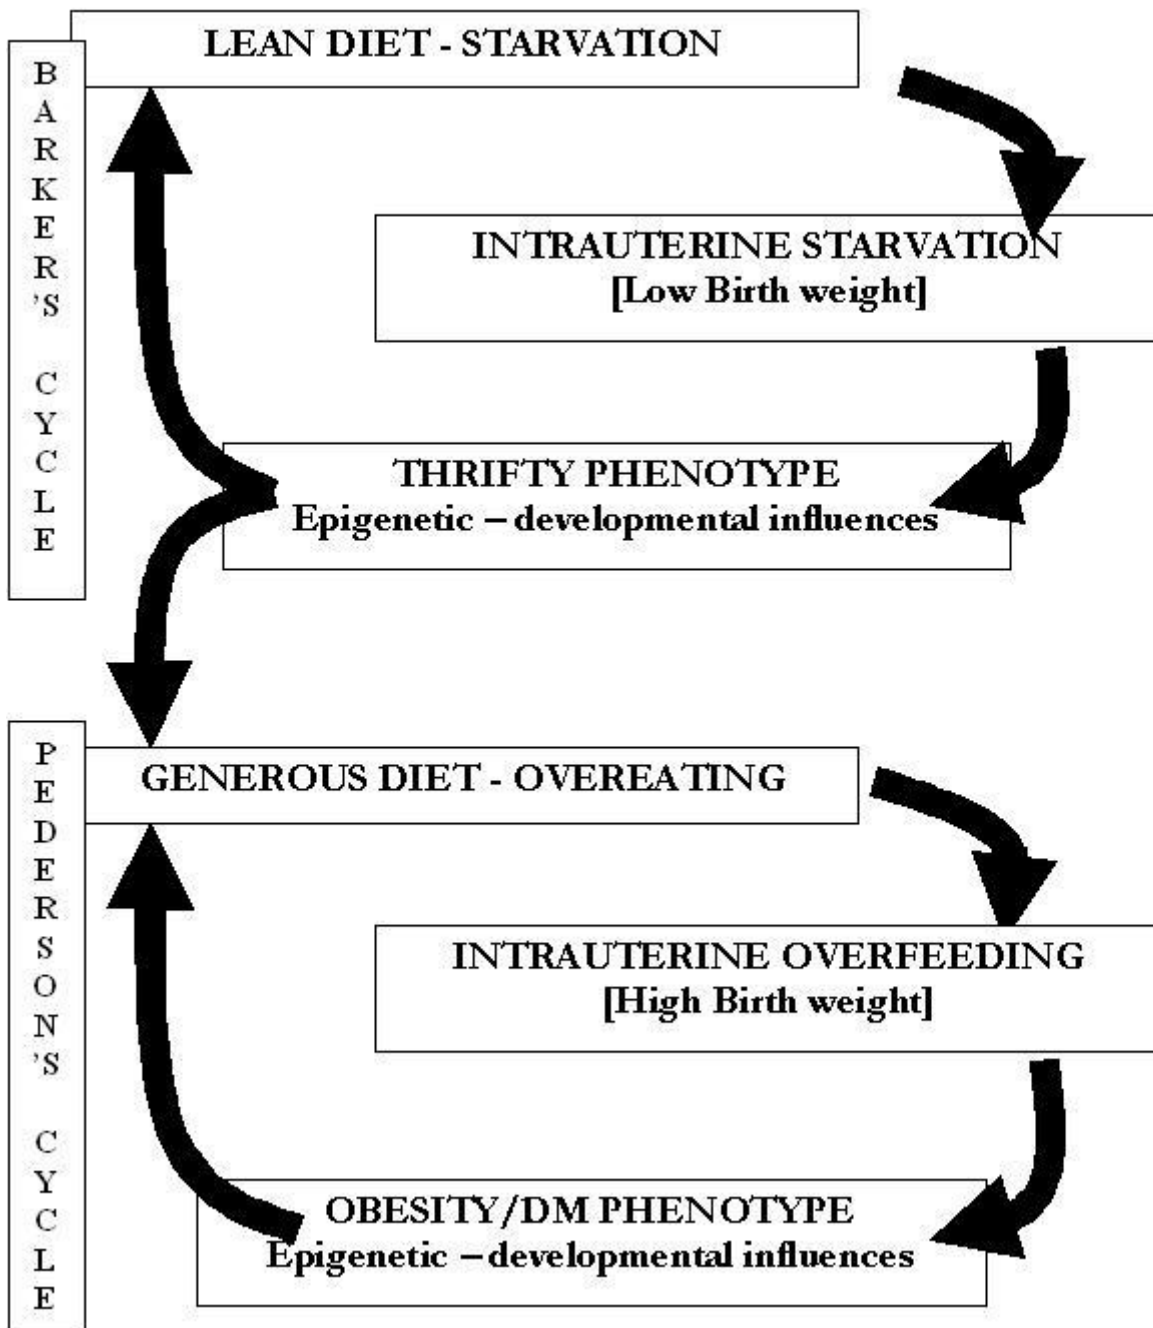 BARKER'S CYCLE
LEAN DIET - STARVATION
INTRAUTERINE STARVATION
[Low Birth weight]
THRIFTY PHENOTYPE
Epigenetic – developmental influences
PEDERSON'S CYCLE
GENEROUS DIET - OVEREATING
INTRAUTERINE OVERFEEDING
[High Birth weight]
OBESITY/DM PHENOTYPE
Epigenetic – developmental influences